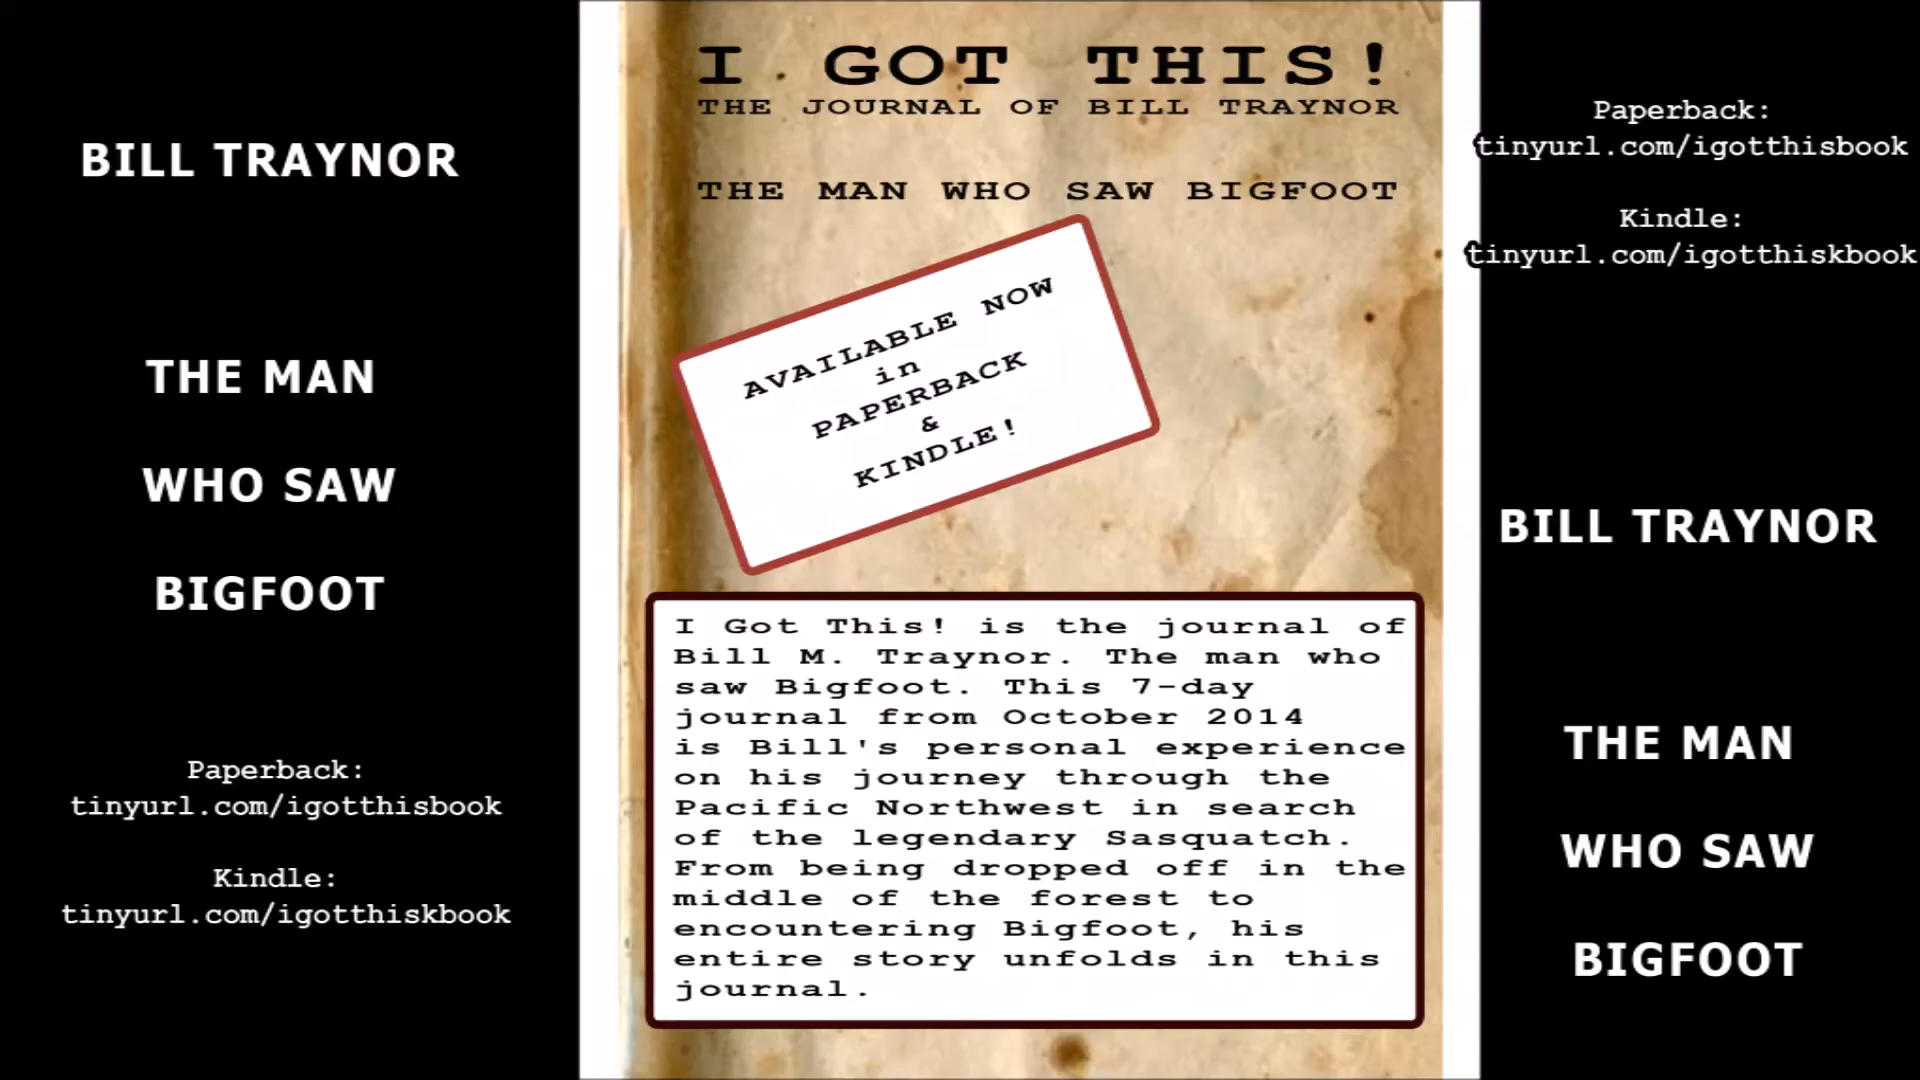 BILL TRAYNOR
THE MAN
WHO SAW
BIGFOOT
Paperback:
tinyurl.com/igotthisbook
Kindle:
tinyurl.com/igotthiskbook
I GOT THIS!
THE JOURNAL OF BILL TRAYNOR
THE MAN WHO SAW BIGFOOT
AVAILABLE NOW
in
PAPERBACK
&
KINDLE!
I Got This! is the journal of
Bill M. Traynor. The man who
saw Bigfoot. This 7-day
journal from October 2014
is Bill's personal experience
on his journey through the
Pacific Northwest in search
of the legendary Sasquatch.
From being dropped off in the
middle of the forest to
encountering Bigfoot, his
entire story unfolds in this
journal.
Paperback:
tinyurl.com/igotthisbook
Kindle:
tinyurl.com/igotthiskbook
BILL TRAYNOR
THE MAN
WHO SAW
BIGFOOT